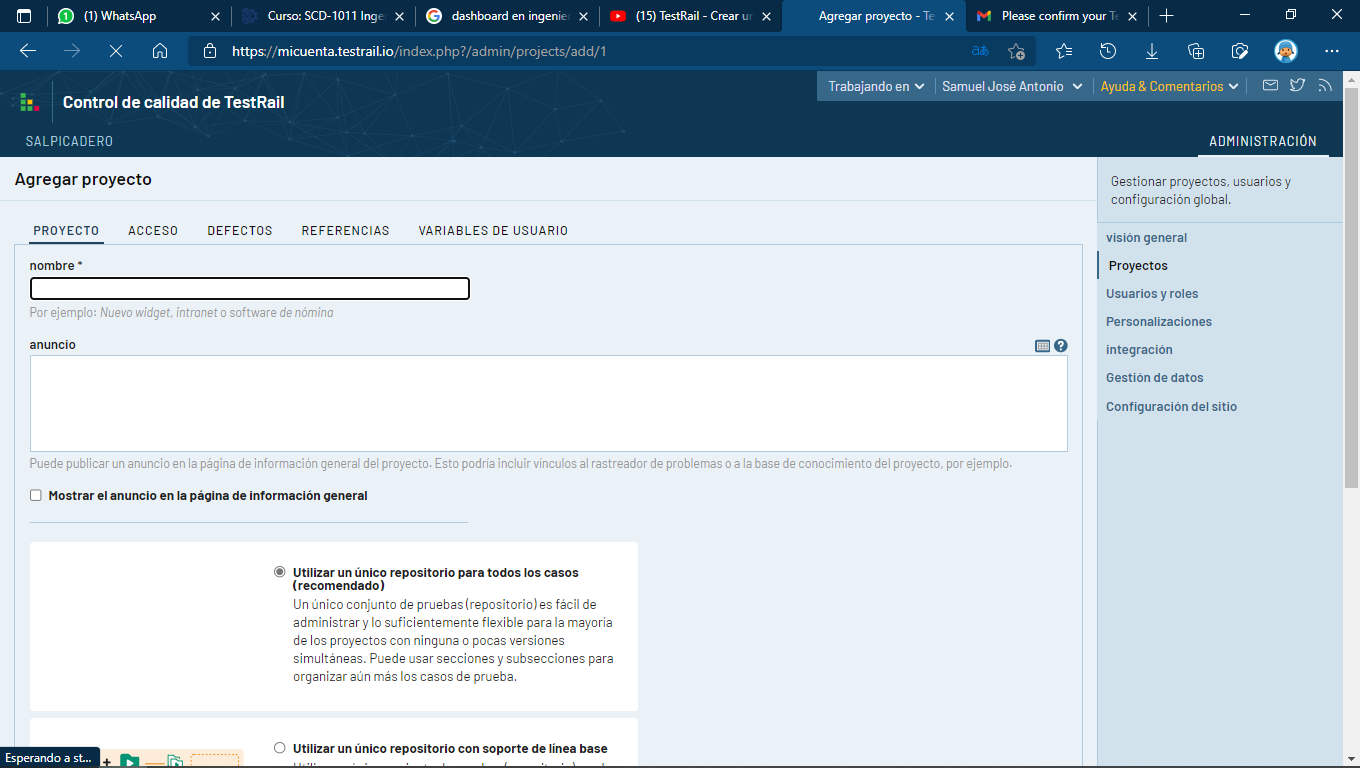 (1) WhatsApp
Curso: SCD-1011 Inge
dashboard en ingenie
(15) TestRail - Crear u
Agregar proyecto - Te
Please confirm your Te
https://micuenta.testrail.io/index.php?/admin/projects/add/1
Control de calidad de TestRail
Trabajando en
Samuel José Antonio
Ayuda & Comentarios
SALPICADERO
ADMINISTRACIÓN
Agregar proyecto
PROYECTO ACCESO DEFECTOS REFERENCIAS VARIABLES DE USUARIO
nombre *
Por ejemplo: Nuevo widget, intranet o software de nómina
anuncio
Puede publicar un anuncio en la página de información general del proyecto. Esto podría incluir vínculos al rastreador de problemas o a la base de conocimiento del proyecto, por ejemplo.
Mostrar el anuncio en la página de información general
Utilizar un único repositorio para todos los casos
(recomendado)
Un único conjunto de pruebas (repositorio) es fácil de
administrar y lo suficientemente flexible para la mayoría
de los proyectos con ninguna o pocas versiones
simultáneas. Puede usar secciones y subsecciones para
organizar aún más los casos de prueba.
Utilizar un único repositorio con soporte de línea base
Esperando a st...
Gestionar proyectos, usuarios y
configuración global.
visión general
Proyectos
Usuarios y roles
Personalizaciones
integración
Gestión de datos
Configuración del sitio